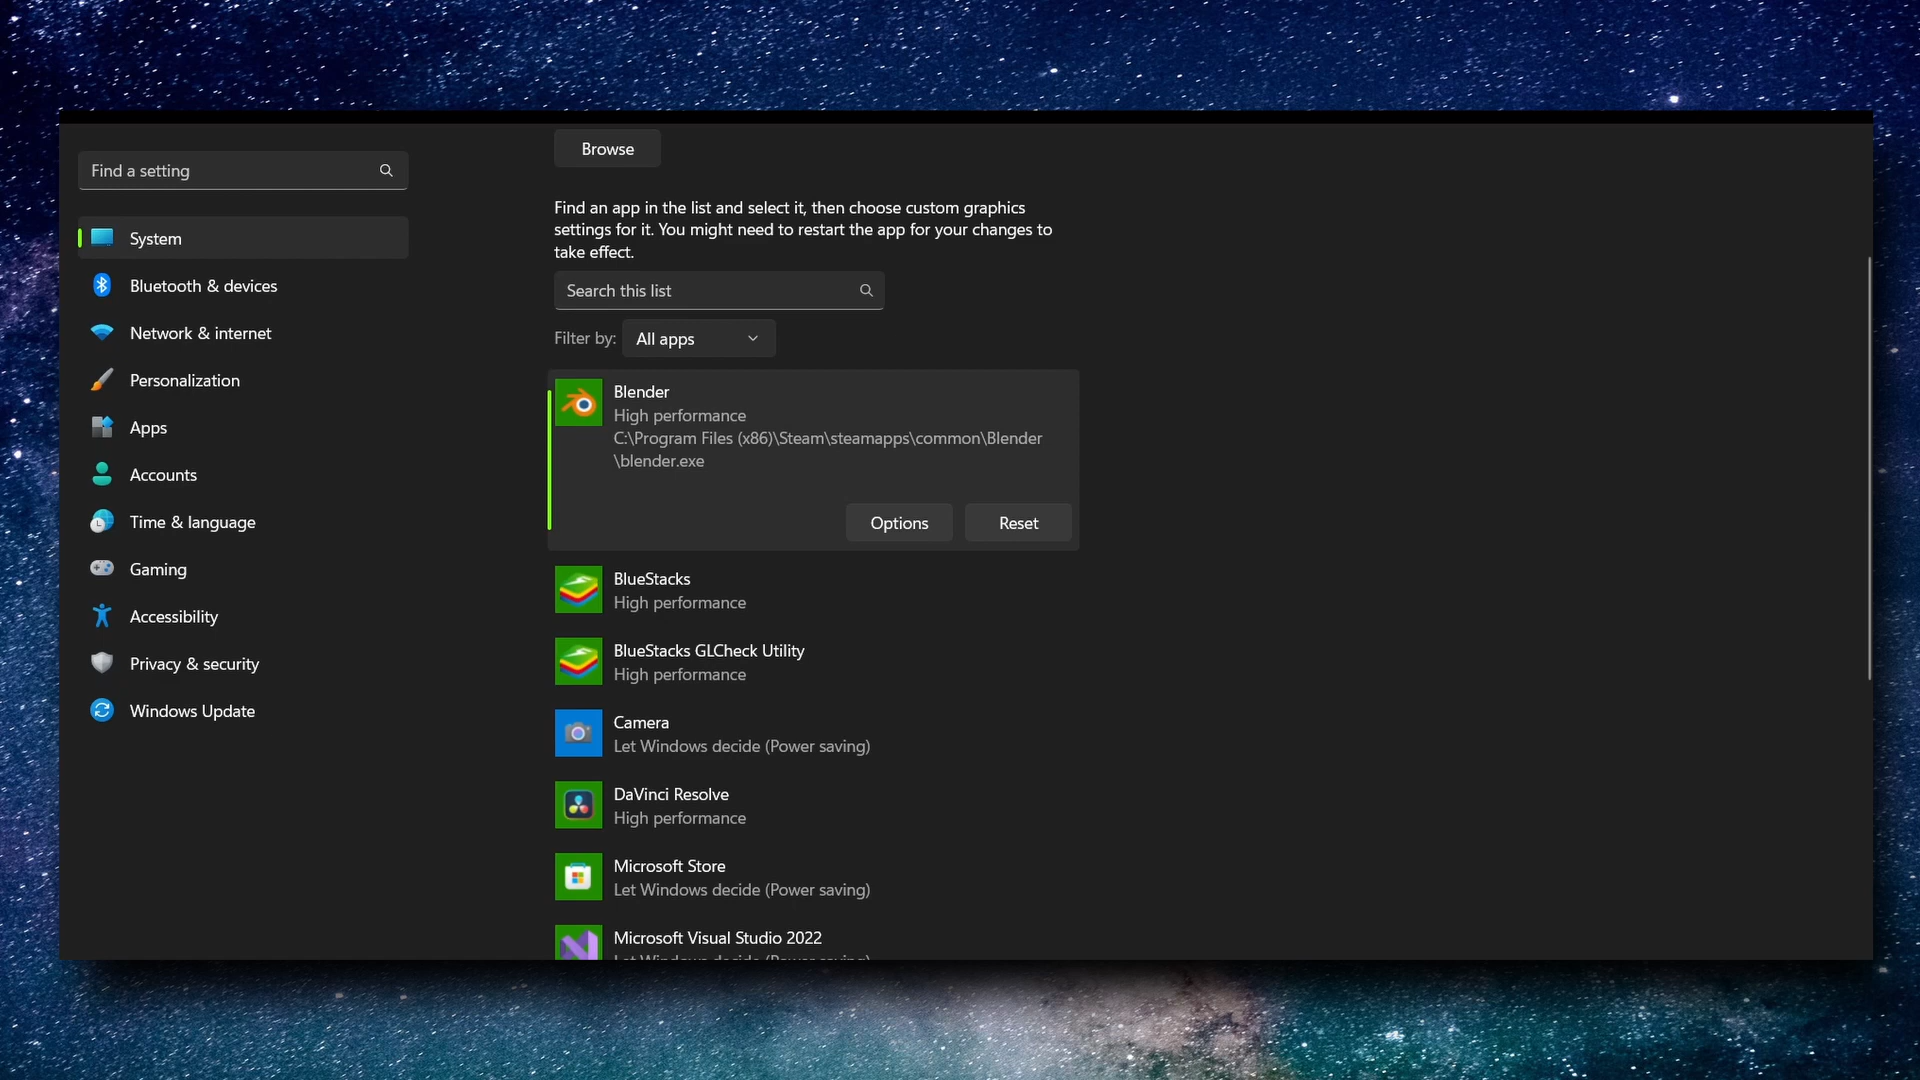 Browse
Find a setting
Find an app in the list and select it, then choose custom graphics
settings for it. You might need to restart the app for your changes to
take effect.
System
Search this list
Bluetooth & devices
Network & internet
Filter by: All apps
Personalization
Blender
High performance
C:\Program Files (x86)\Steam\steamapps\common\Blender
\blender.exe
Apps
Accounts
Time & language
Options
Reset
Gaming
BlueStacks
High performance
Accessibility
BlueStacks GLCheck Utility
High performance
Privacy & security
Windows Update
Camera
Let Windows decide (Power saving)
DaVinci Resolve
High performance
Microsoft Store
Let Windows decide (Power saving)
Microsoft Visual Studio 2022
Let Windows decide (Power saving)